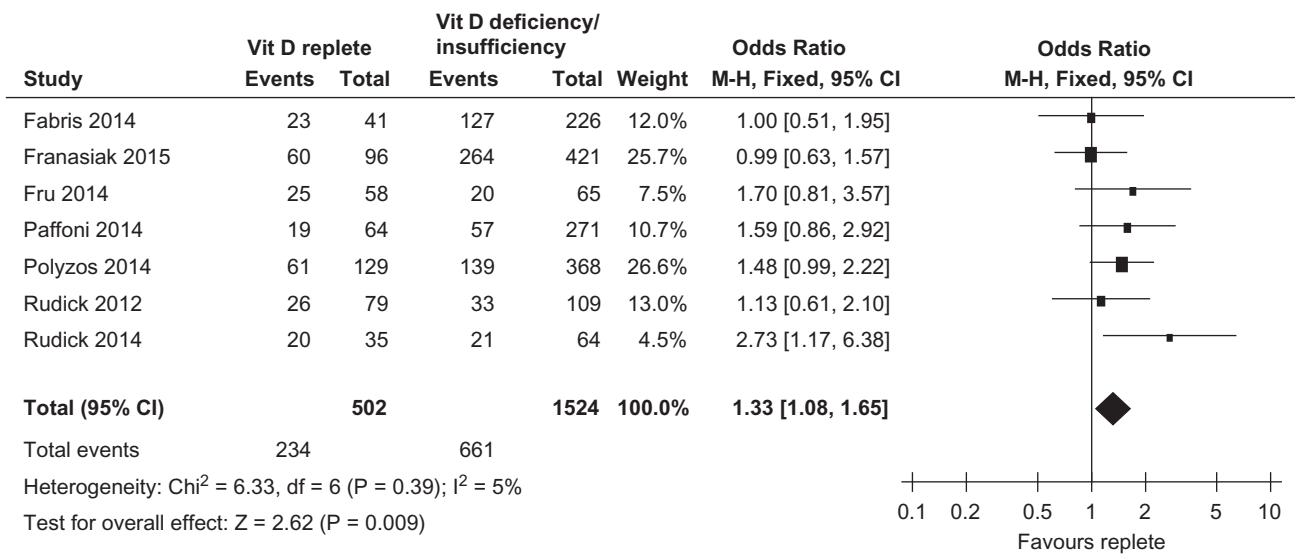 Vit D replete Vit D deficiency/ insufficiency Odds Ratio Odds Ratio
Study Events Total Events Total Weight M-H, Fixed, 95% CI M-H, Fixed, 95% CI
Fabris 2014 23 41 127 226 12.0% 1.00 [0.51, 1.95]
Franasiak 2015 60 96 264 421 25.7% 0.99 [0.63, 1.57]
Fru 2014 25 58 20 65 7.5% 1.70 [0.81, 3.57]
Paffoni 2014 19 64 57 271 10.7% 1.59 [0.86, 2.92]
Polyzos 2014 61 129 139 368 26.6% 1.48 [0.99, 2.22]
Rudick 2012 26 79 33 109 13.0% 1.13 [0.61, 2.10]
Rudick 2014 20 35 21 64 4.5% 2.73 [1.17, 6.38]
Total (95% CI) 502 1524 100.0% 1.33 [1.08, 1.65]
Total events 234 661
Heterogeneity: Chi² = 6.33, df = 6 (P = 0.39); I² = 5%
Test for overall effect: Z = 2.62 (P = 0.009)
0.1 0.2 0.5 1 2 5 10
Favours replete